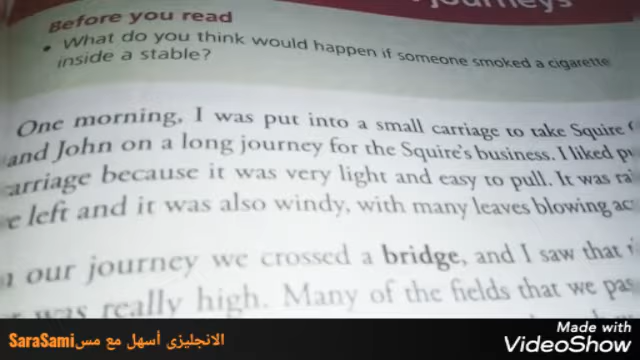 Journeys
Before you read
• What do you think would happen if someone smoked a cigarette
inside a stable?
One morning, I was put into a small carriage to take Squire
and John on a long journey for the Squire's business. I liked
carriage because it was very light and easy to pull. It was
left and it was also windy, with many leaves blowing
our journey we crossed a bridge, and I saw that
was really high. Many of the fields that we
SaraSami الانجليزى أسهل مع مس
Made with
VideoShow